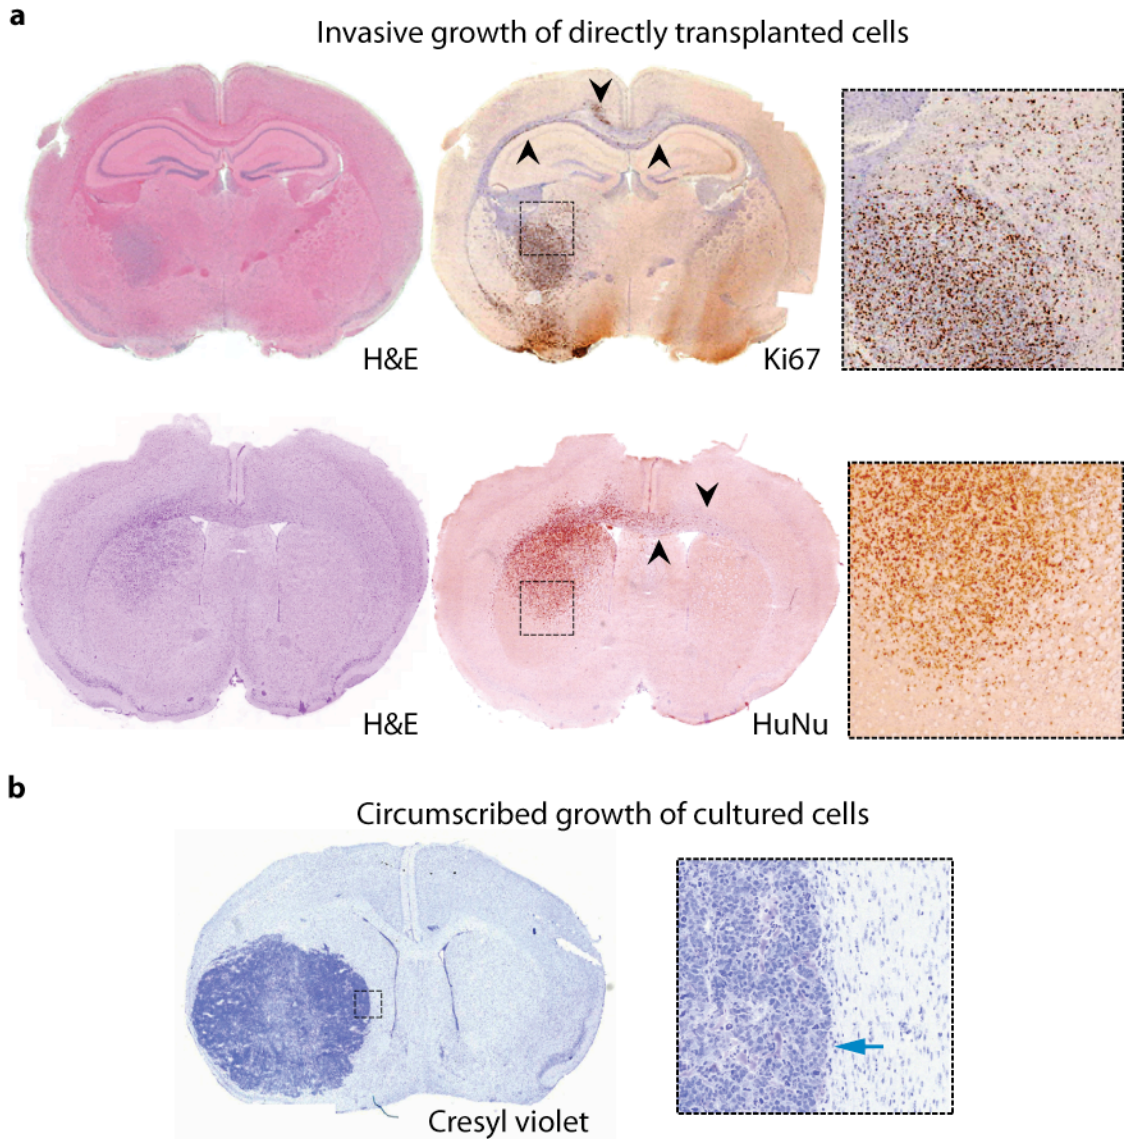 a
Invasive growth of directly transplanted cells
H&E
Ki67
H&E
HuNu
b
Circumscribed growth of cultured cells
Cresyl violet